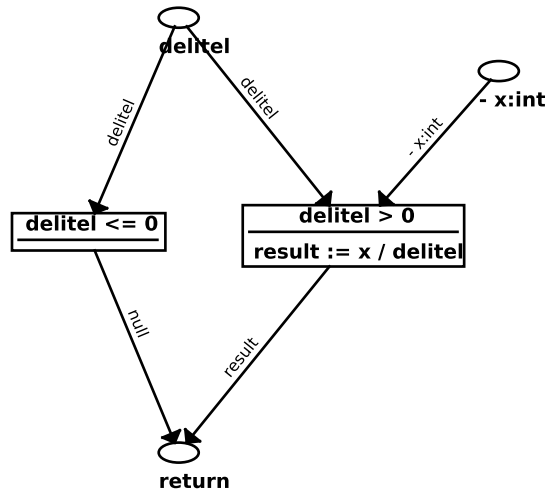 delitel
- x:int
delitel
delitel
- x:int
delitel <= 0
delitel > 0
result := x / delitel
null
result
return